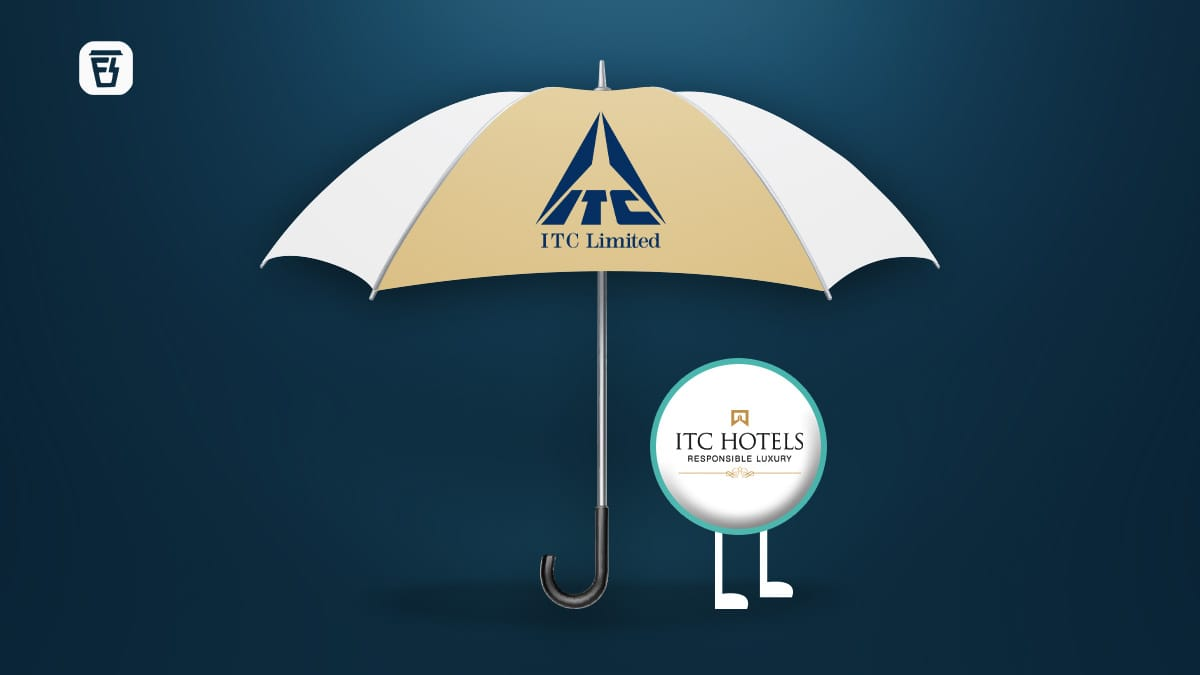 ITC
ITC Limited
ITC HOTELS
RESPONSIBLE LUXURY